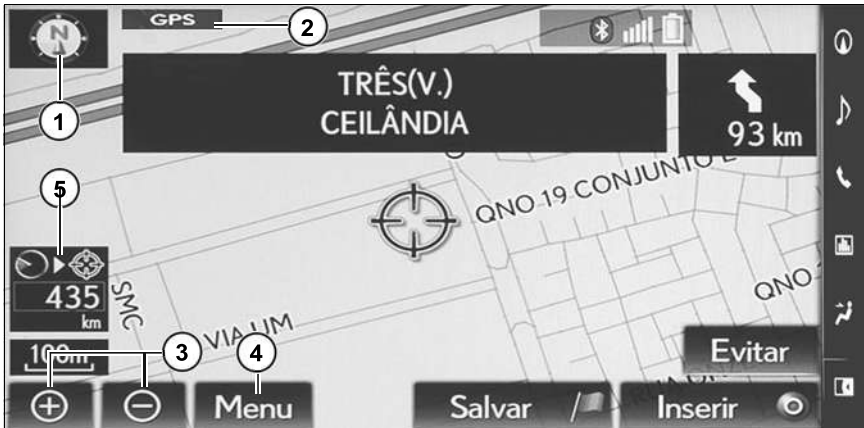 N
GPS
2
TRÊS(V.)
CEILÂNDIA
93 km
1
5
QNO 19 CONJUNTO E
435
km
SMC
QNO
100m
3
VIA UM
4
Evitar
Menu
Salvar
Inserir